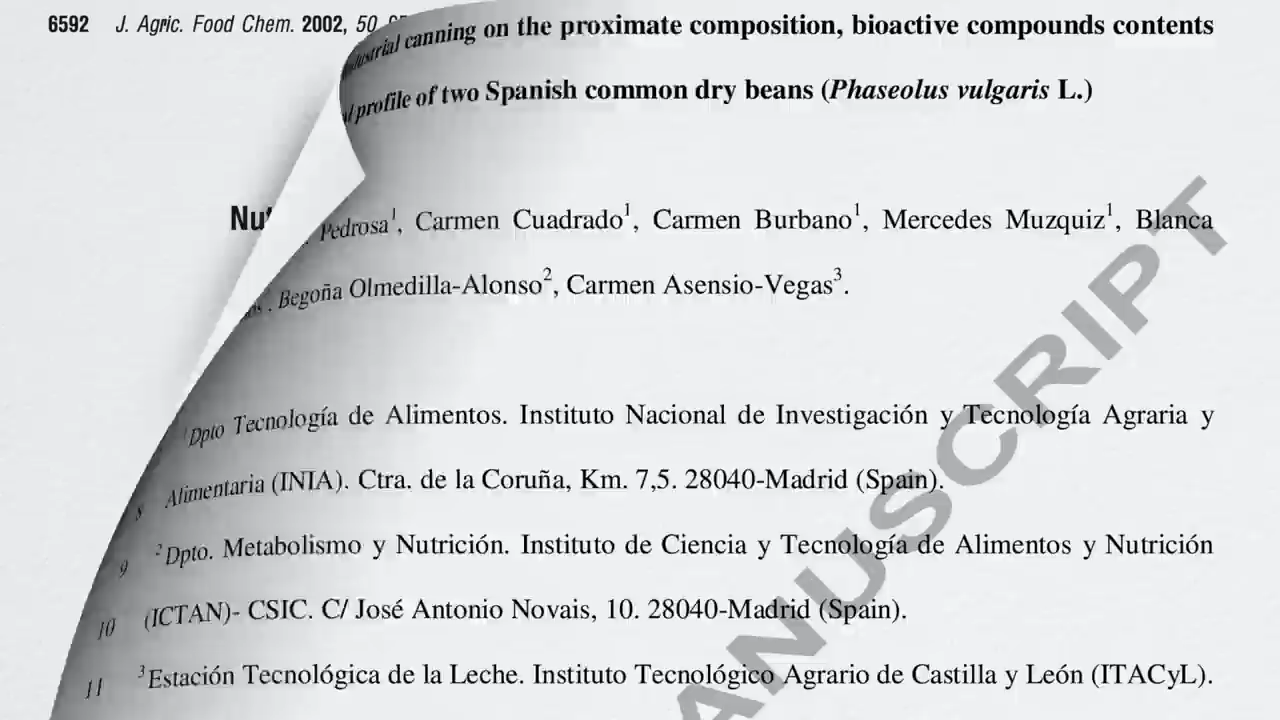 6592 J. Agric. Food Chem. 2002, 50
canning on the proximate composition, bioactive compounds contents
profile of two Spanish common dry beans (Phaseolus vulgaris L.)
Pedrosa1, Carmen Cuadrado1, Carmen Burbano1, Mercedes Muzquiz1, Blanca
Begoña Olmedilla-Alonso2, Carmen Asensio-Vegas3.
1Dpto Tecnología de Alimentos. Instituto Nacional de Investigación y Tecnología Agraria y
8 Alimentaria (INIA). Ctra. de la Coruña, Km. 7,5. 28040-Madrid (Spain).
9 2Dpto. Metabolismo y Nutrición. Instituto de Ciencia y Tecnología de Alimentos y Nutrición
10 (ICTAN)- CSIC. C/ José Antonio Novais, 10. 28040-Madrid (Spain).
11 3Estación Tecnológica de la Leche. Instituto Tecnológico Agrario de Castilla y León (ITACyL).
ANUSCRIPT